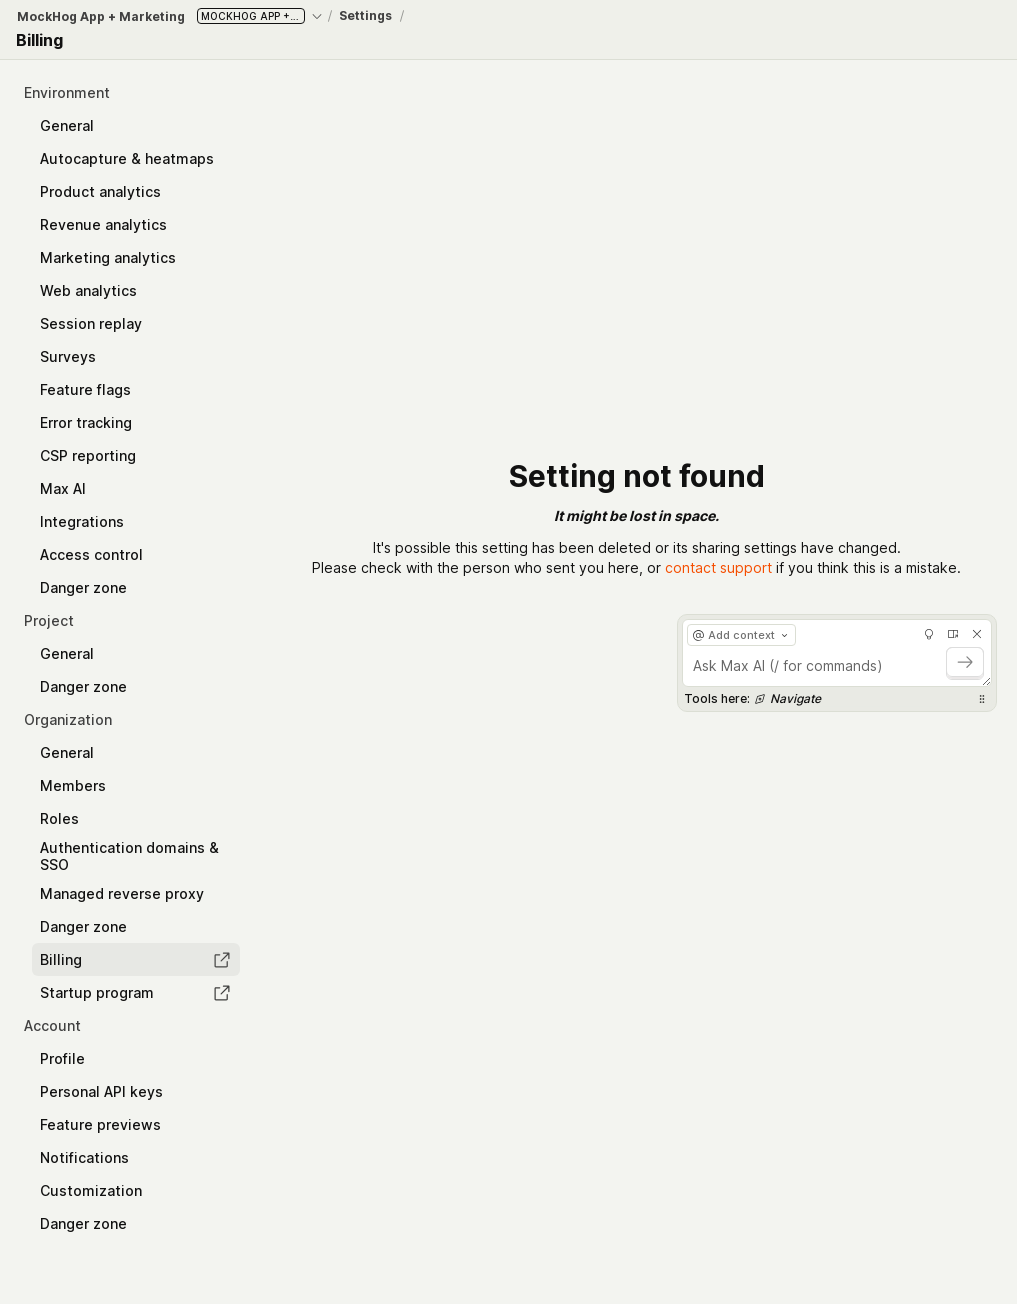 MockHog App + Marketing MOCKHOG APP +... / Settings /
Billing
Environment
General
Autocapture & heatmaps
Product analytics
Revenue analytics
Marketing analytics
Web analytics
Session replay
Surveys
Feature flags
Error tracking
CSP reporting
Max AI
Integrations
Access control
Danger zone
Project
General
Danger zone
Organization
General
Members
Roles
Authentication domains &
SSO
Managed reverse proxy
Danger zone
Billing
Startup program
Account
Profile
Personal API keys
Feature previews
Notifications
Customization
Danger zone
Setting not found
It might be lost in space.
It's possible this setting has been deleted or its sharing settings have changed.
Please check with the person who sent you here, or contact support if you think this is a mistake.
@ Add context
Ask Max AI (/ for commands)
Tools here: Navigate